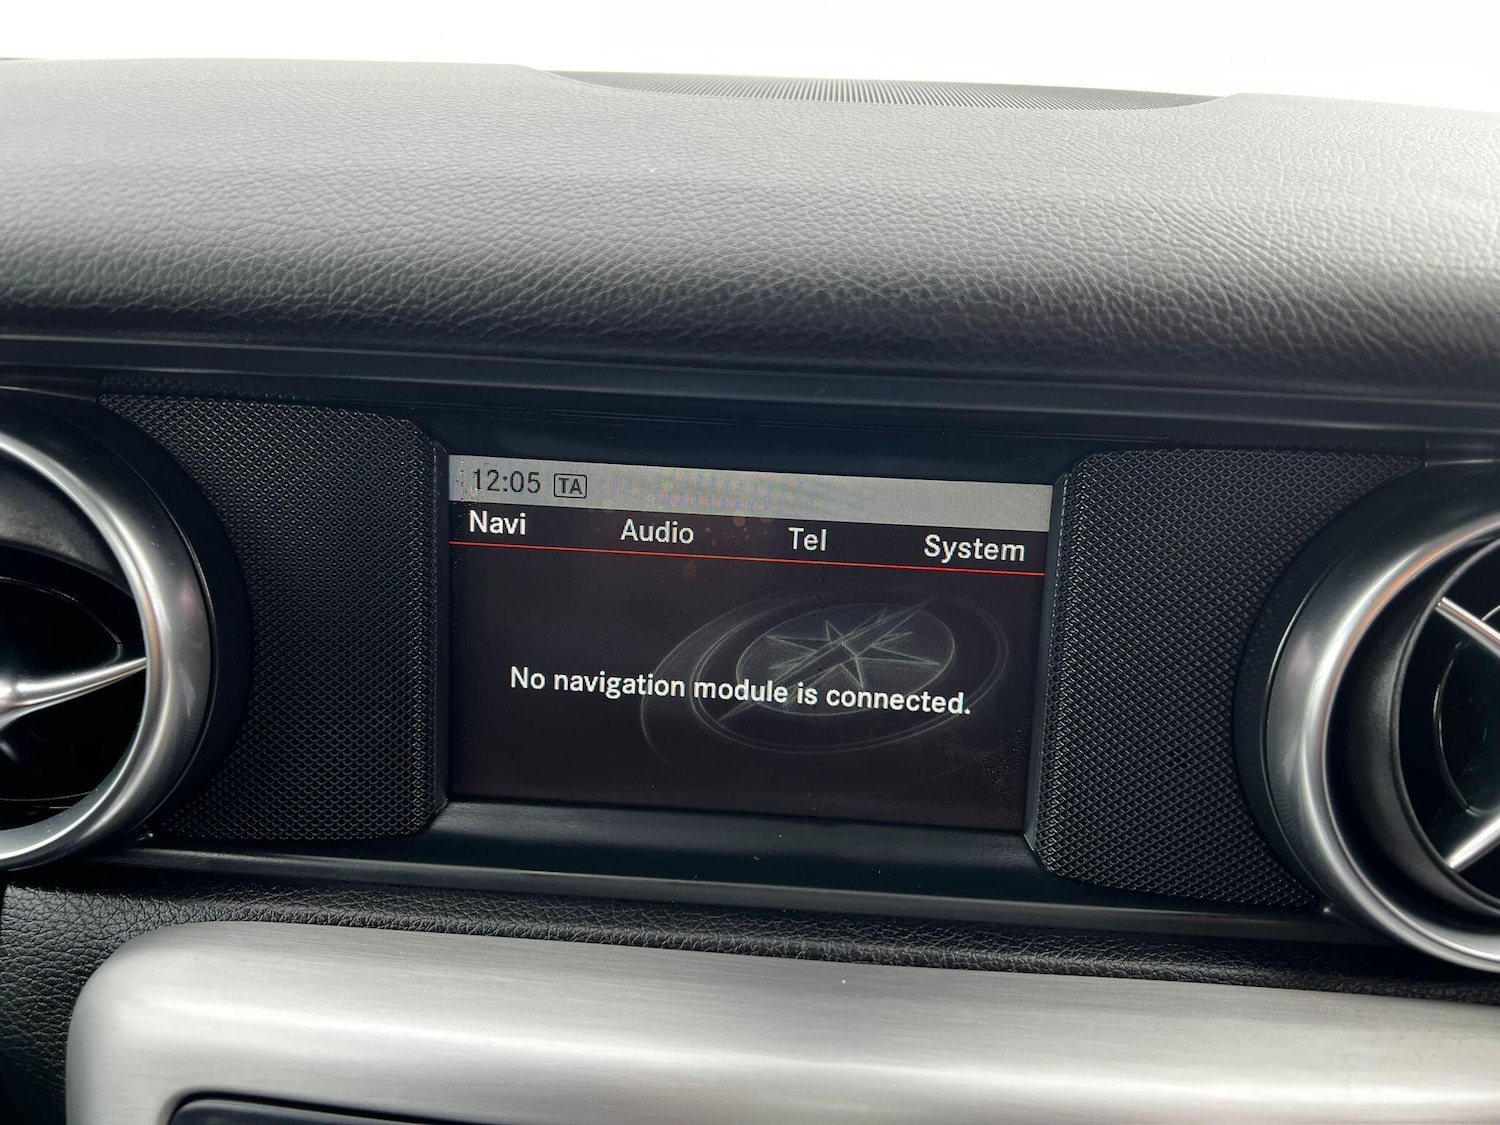 12:05 TA
Navi Audio Tel System
No navigation module is connected.